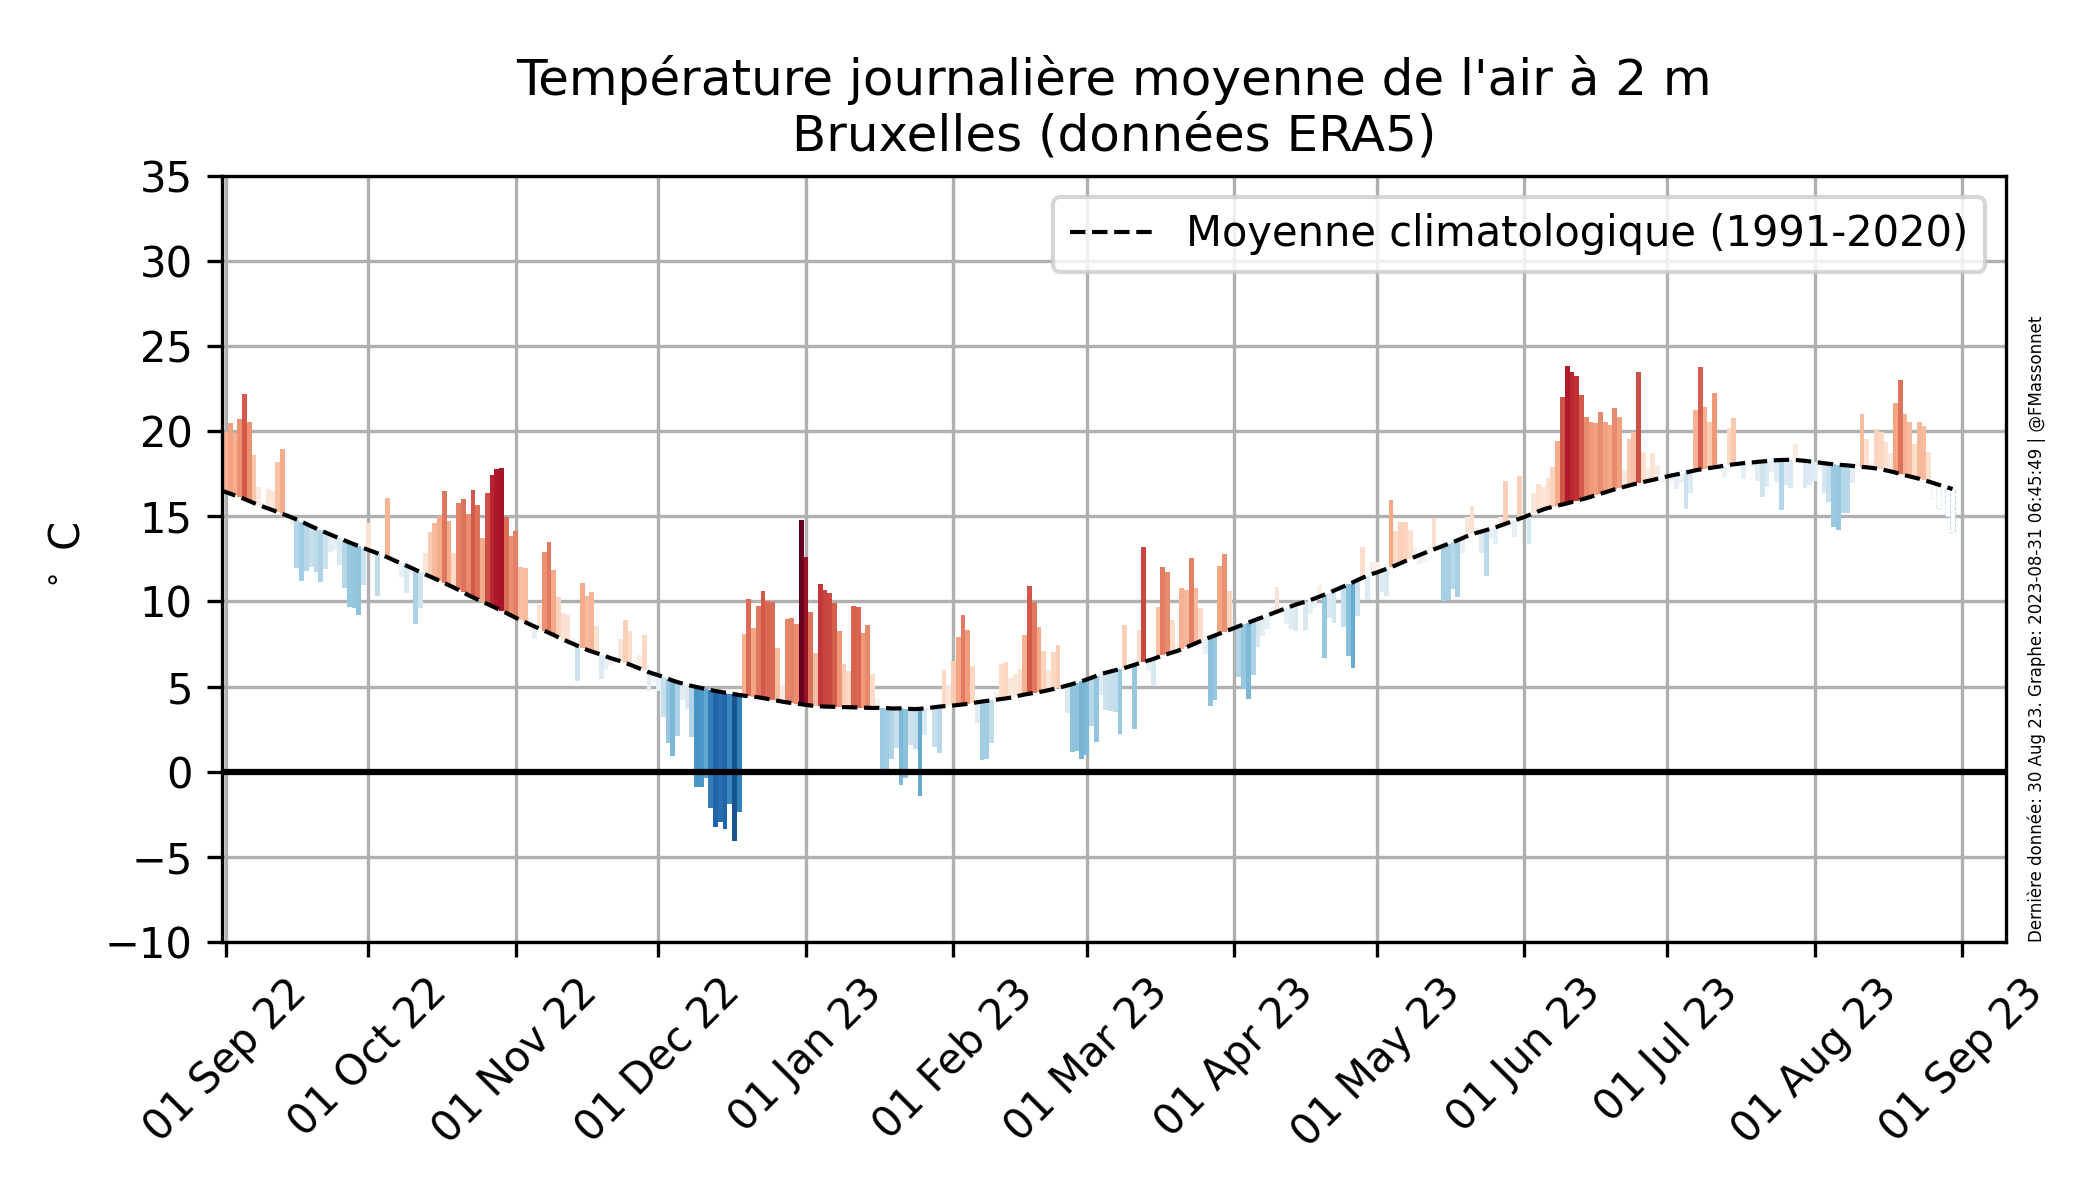 Température journalière moyenne de l'air à 2 m
Bruxelles (données ERA5)
Moyenne climatologique (1991-2020)
35
30
25
20
15
10
5
0
−5
−10
° C
01 Sep 22
01 Oct 22
01 Nov 22
01 Dec 22
01 Jan 23
01 Feb 23
01 Mar 23
01 Apr 23
01 May 23
01 Jun 23
01 Jul 23
01 Aug 23
01 Sep 23
Dernière donnée: 30 Aug 23. Graphe: 2023-08-31 06:45:49 | @FMassonnet